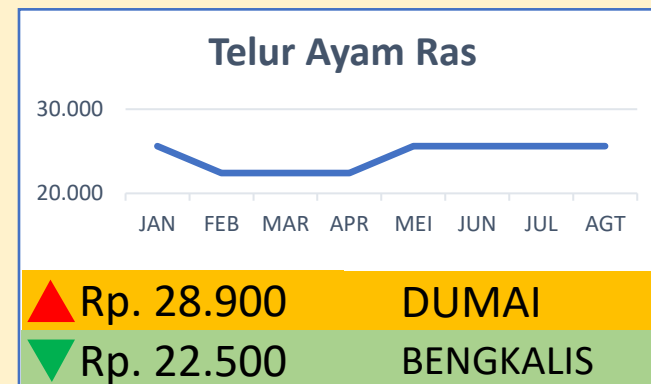 Telur Ayam Ras
30.000
20.000
JAN FEB MAR APR MEI JUN JUL AGT
Rp. 28.900 DUMAI
Rp. 22.500 BENGKALIS